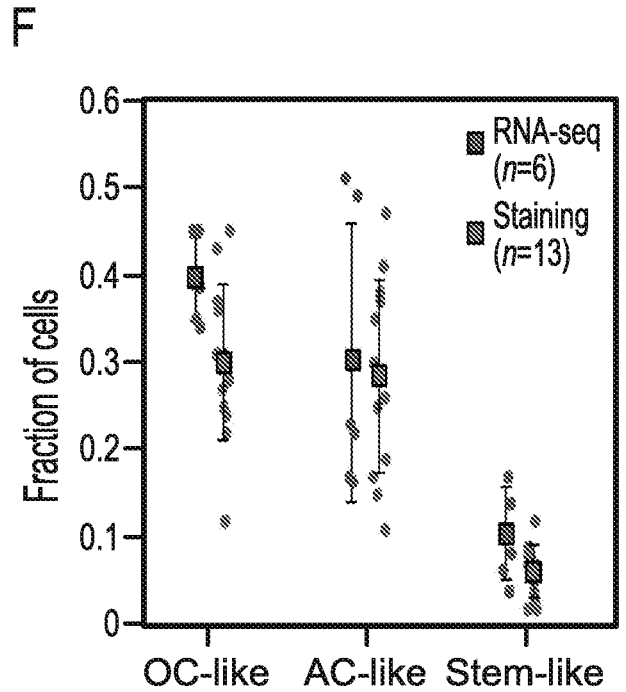 F
0.6
0.5
0.4
0.3
0.2
0.1
0
Fraction of cells
RNA-seq
(n=6)
Staining
(n=13)
OC-like AC-like Stem-like